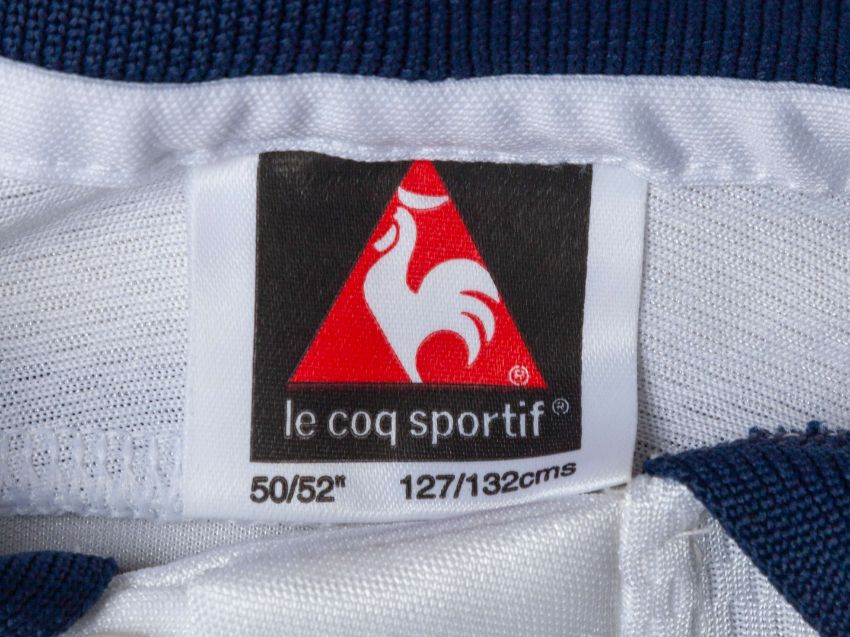 ®
le coq sportif ®
50/52" 127/132cms